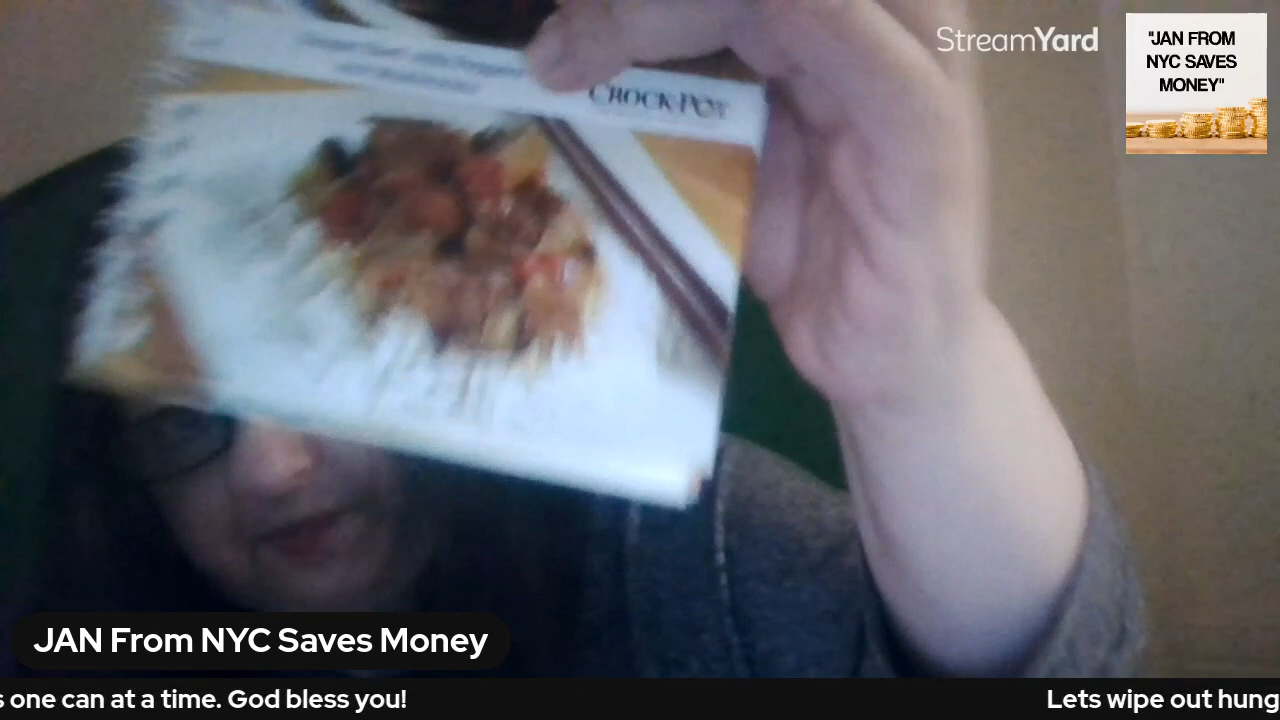 CROCK·POT
StreamYard
"JAN FROM
NYC SAVES
MONEY"
JAN From NYC Saves Money
s one can at a time. God bless you!
Lets wipe out hung